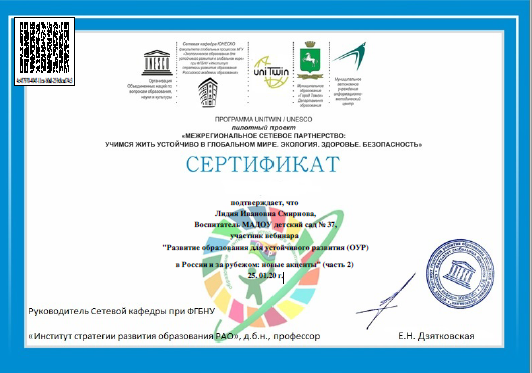 Сетевая кафедра ЮНЕСКО
Организация
Объединенных наций по
вопросам образования,
науки и культуры
uniTwin
Муниципальное
образование
«Город Томск»
Департамент
образования
Муниципальное
автономное
учреждение
информационно-
методический
центр
ПРОГРАММА UNITWIN / UNESCO
пилотный проект
«МЕЖРЕГИОНАЛЬНОЕ СЕТЕВОЕ ПАРТНЕРСТВО:
УЧИМСЯ ЖИТЬ УСТОЙЧИВО В ГЛОБАЛЬНОМ МИРЕ. ЭКОЛОГИЯ. ЗДОРОВЬЕ. БЕЗОПАСНОСТЬ»
СЕРТИФИКАТ
подтверждает, что
Лидия Ивановна Смирнова,
Воспитатель МАДОУ детский сад № 37,
участник вебинара
"Развитие образования для устойчивого развития (ОУР)
в России и за рубежом: новые акценты" (часть 2)
25. 01.20 г.
Руководитель Сетевой кафедры при ФГБНУ
«Институт стратегии развития образования РАО», д.б.н., профессор Е.Н. Дзятковская